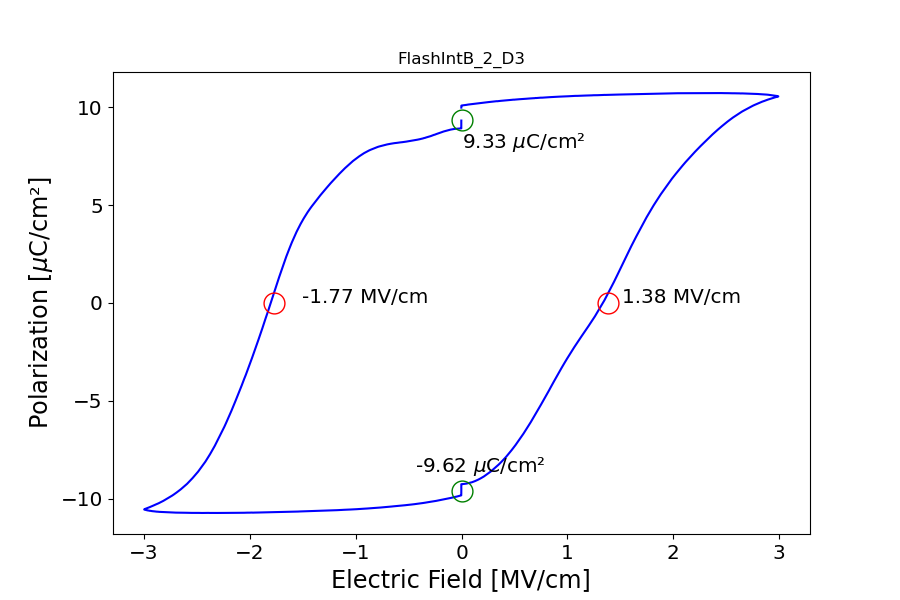 FlashIntB_2_D3
Polarization [μC/cm²]
10
5
0
−5
−10
9.33 μC/cm²
-1.77 MV/cm
1.38 MV/cm
-9.62 μC/cm²
−3
−2
−1
0
1
2
3
Electric Field [MV/cm]